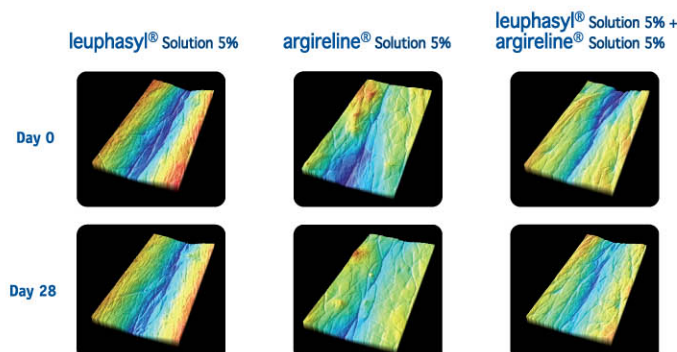 leuphasyl® Solution 5%
argireline® Solution 5%
leuphasyl® Solution 5% +
argireline® Solution 5%
Day 0
Day 28